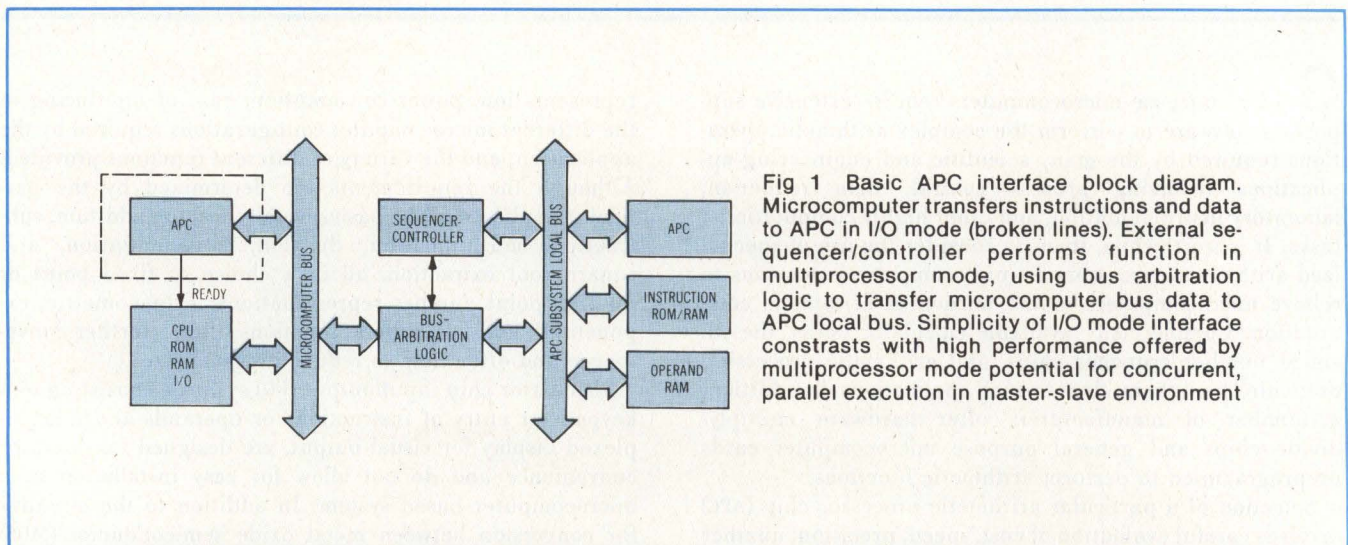 APC
READY
CPU
ROM
RAM
I/O
MICROCOMPUTER BUS
SEQUENCER-
CONTROLLER
BUS-
ARBITRATION
LOGIC
APC SUBSYSTEM LOCAL BUS
APC
INSTRUCTION
ROM/RAM
OPERAND
RAM
Fig 1 Basic APC interface block diagram.
Microcomputer transfers instructions and data
to APC in I/O mode (broken lines). External se-
quencer/controller performs function in
multiprocessor mode, using bus arbitration
logic to transfer microcomputer bus data to
APC local bus. Simplicity of I/O mode interface
constrasts with high performance offered by
multiprocessor mode potential for concurrent,
parallel execution in master-slave environment